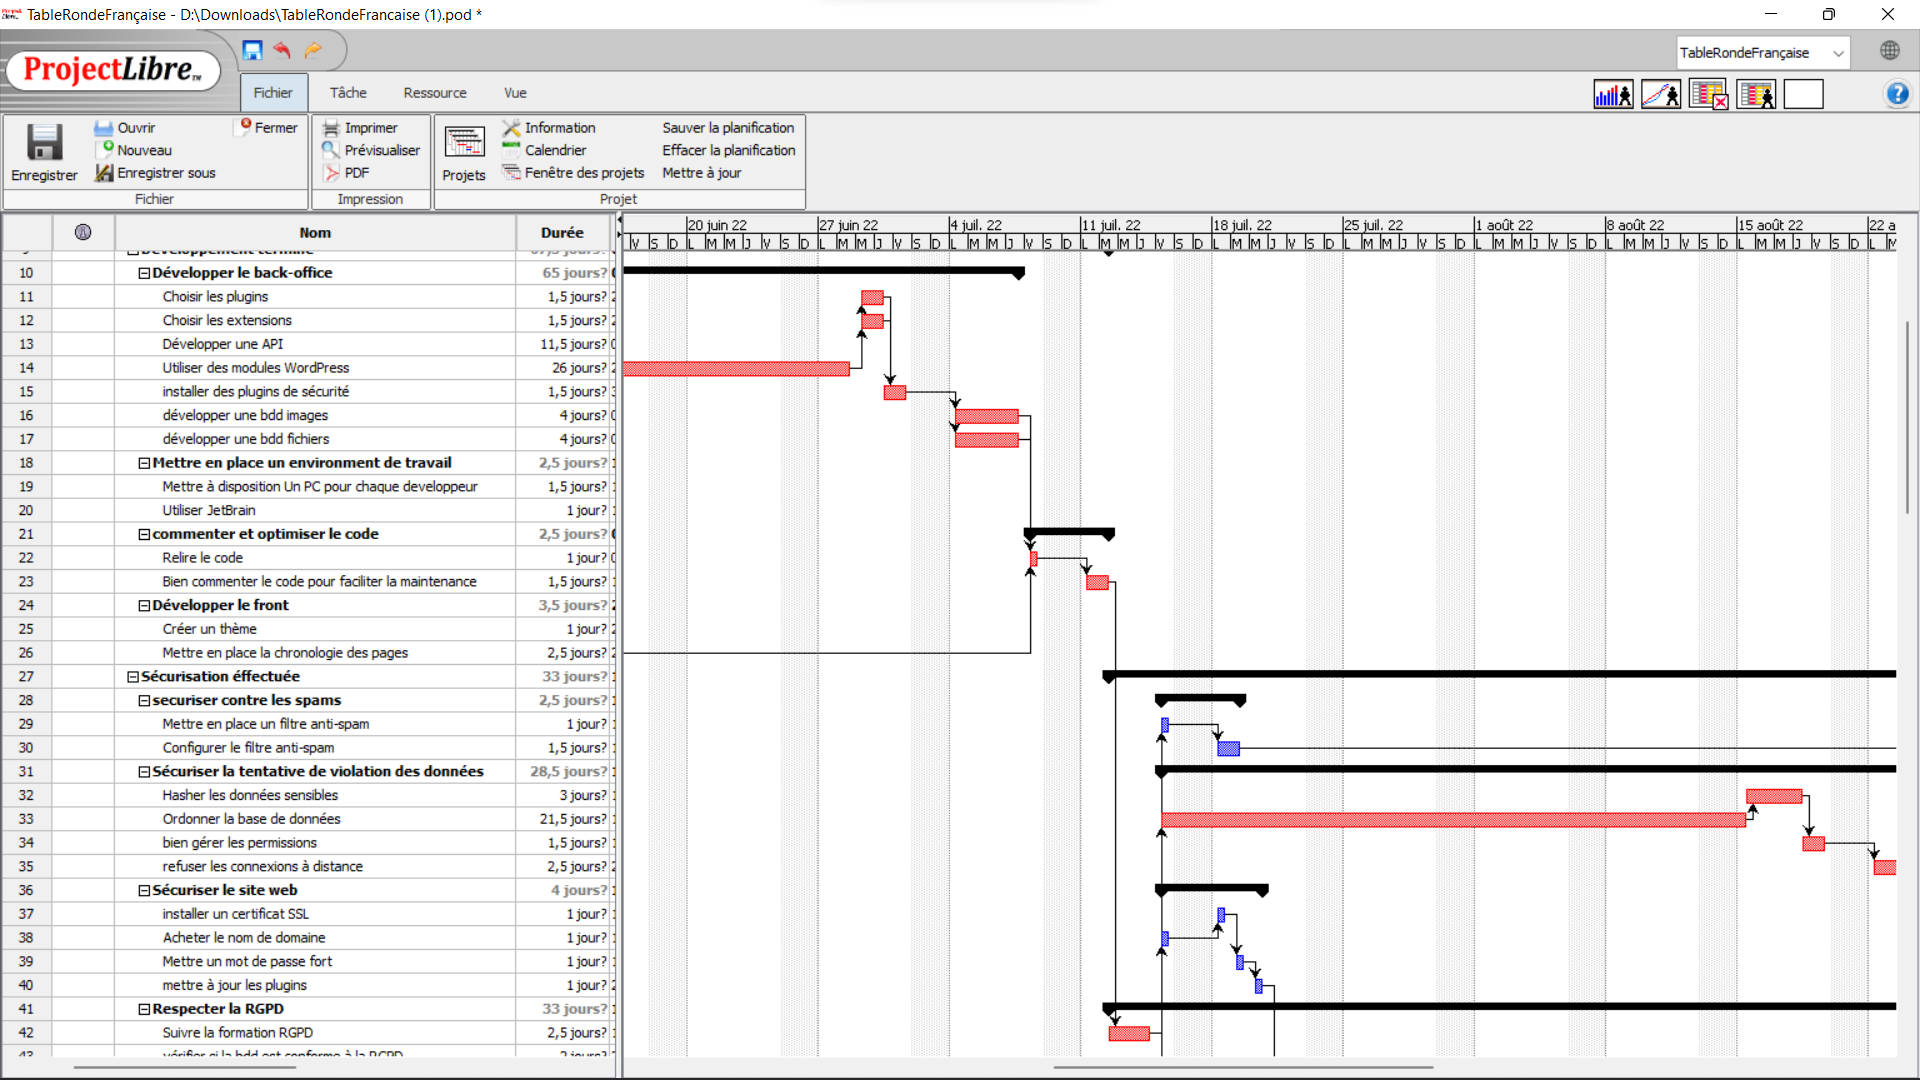 TableRondeFrançaise - D:\Downloads\TableRondeFrancaise (1).pod *
ProjectLibre TM
TableRondeFrançaise
Fichier Tâche Ressource Vue
Enregistrer
Ouvrir
Nouveau
Enregistrer sous
Fermer
Fichier
Imprimer
Prévisualiser
PDF
Impression
Projets
Information
Calendrier
Fenêtre des projets
Sauver la planification
Effacer la planification
Mettre à jour
Projet
Nom Durée
20 juin 22 27 juin 22 4 juil. 22 11 juil. 22 18 juil. 22 25 juil. 22 1 août 22 8 août 22 15 août 22 22 a
V S D L M M J V S D L M M J V S D L M M J V S D L M M J V S D L M M J V S D L M M J V S D L M M J V S D L M M J V S D L M M J V S D L M
Développement terminé
10 Développer le back-office 65 jours?
11 Choisir les plugins 1,5 jours?
12 Choisir les extensions 1,5 jours?
13 Développer une API 11,5 jours?
14 Utiliser des modules WordPress 26 jours?
15 installer des plugins de sécurité 1,5 jours?
16 développer une bdd images 4 jours?
17 développer une bdd fichiers 4 jours?
18 Mettre en place un environment de travail 2,5 jours?
19 Mettre à disposition Un PC pour chaque developpeur 1,5 jours?
20 Utiliser JetBrain 1 jour?
21 commenter et optimiser le code 2,5 jours?
22 Relire le code 1 jour?
23 Bien commenter le code pour faciliter la maintenance 1,5 jours?
24 Développer le front 3,5 jours?
25 Créer un thème 1 jour?
26 Mettre en place la chronologie des pages 2,5 jours?
27 Sécurisation éffectuée 33 jours?
28 securiser contre les spams 2,5 jours?
29 Mettre en place un filtre anti-spam 1 jour?
30 Configurer le filtre anti-spam 1,5 jours?
31 Sécuriser la tentative de violation des données 28,5 jours?
32 Hasher les données sensibles 3 jours?
33 Ordonner la base de données 21,5 jours?
34 bien gérer les permissions 1,5 jours?
35 refuser les connexions à distance 2,5 jours?
36 Sécuriser le site web 4 jours?
37 installer un certificat SSL 1 jour?
38 Acheter le nom de domaine 1 jour?
39 Mettre un mot de passe fort 1 jour?
40 mettre à jour les plugins 1 jour?
41 Respecter la RGPD 33 jours?
42 Suivre la formation RGPD 2,5 jours?
43 vérifier si la bdd est conforme à la RGPD 2 jours?